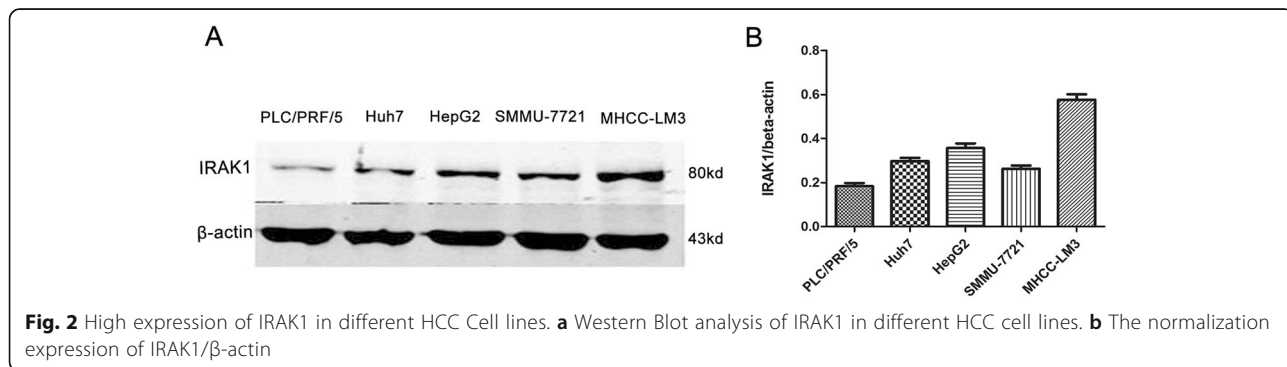 A
PLC/PRF/5 Huh7 HepG2 SMMU-7721 MHCC-LM3
IRAK1 80kd
β-actin 43kd
B
IRAK1/beta-actin
0.8
0.6
0.4
0.2
0.0
PLC/PRF/5
Huh7
HepG2
SMMU-7721
MHCC-LM3
Fig. 2 High expression of IRAK1 in different HCC Cell lines. a Western Blot analysis of IRAK1 in different HCC cell lines. b The normalization
expression of IRAK1/β-actin